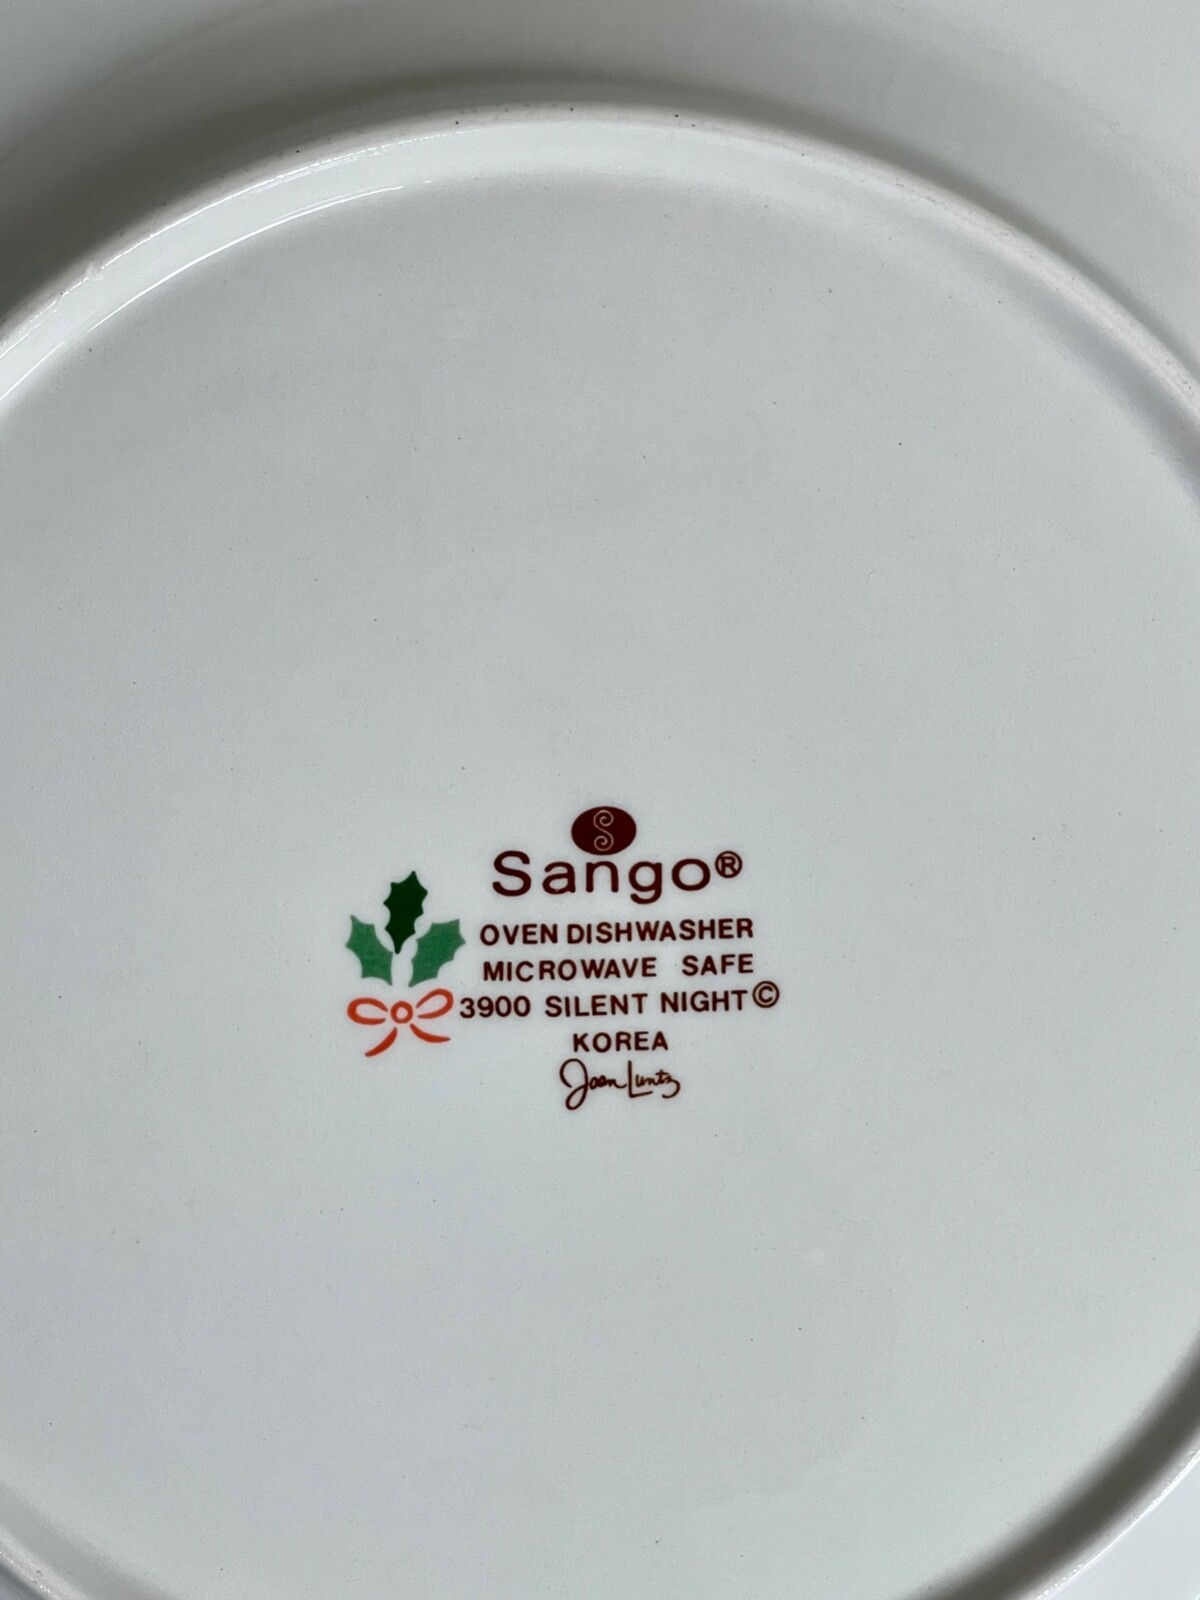 S
Sango®
OVEN DISHWASHER
MICROWAVE SAFE
3900 SILENT NIGHT©
KOREA
Joan Luntz